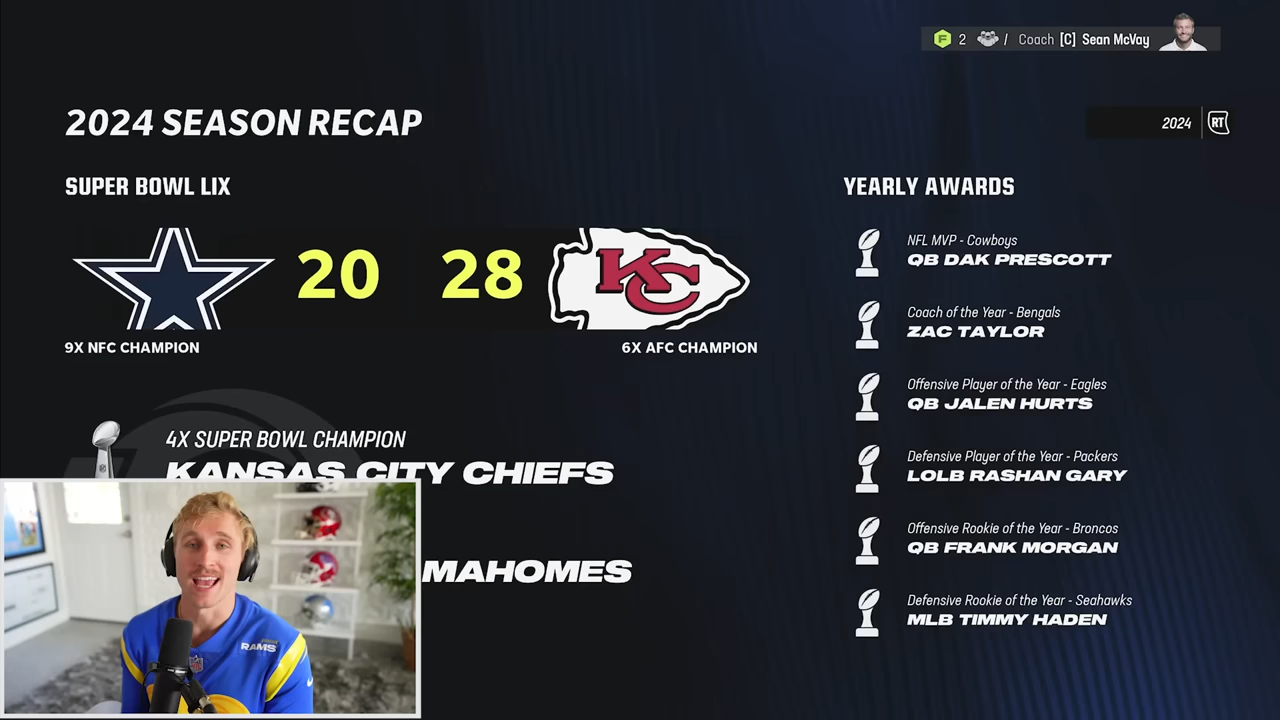 2 / Coach [C] Sean McVay
2024 SEASON RECAP
2024 RT
SUPER BOWL LIX
20 28
KC
9X NFC CHAMPION
6X AFC CHAMPION
4X SUPER BOWL CHAMPION
KANSAS CITY CHIEFS
MAHOMES
YEARLY AWARDS
NFL MVP - Cowboys
QB DAK PRESCOTT
Coach of the Year - Bengals
ZAC TAYLOR
Offensive Player of the Year - Eagles
QB JALEN HURTS
Defensive Player of the Year - Packers
LOLB RASHAN GARY
Offensive Rookie of the Year - Broncos
QB FRANK MORGAN
Defensive Rookie of the Year - Seahawks
MLB TIMMY HADEN
RAMS